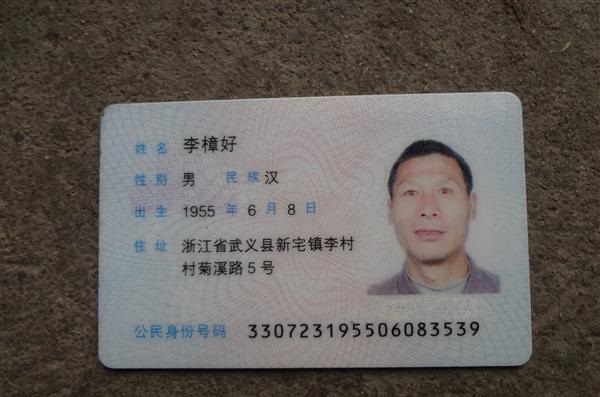 姓名 李樟好
性别 男 民族 汉
出生 1955 年 6 月 8 日
住址 浙江省武义县新宅镇李村
村菊溪路5号
公民身份号码 330723195506083539